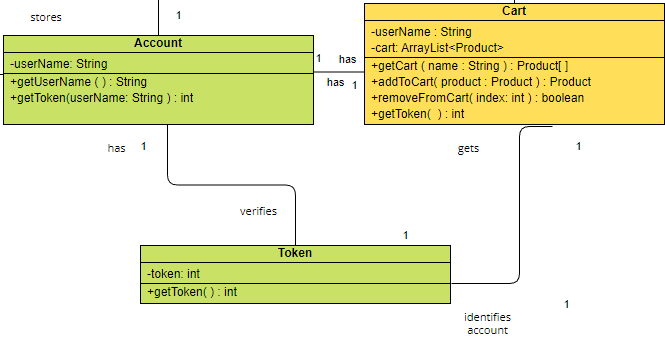 stores
1
Account
-userName: String
+getUserName ( ) : String
+getToken(userName: String ) : int
1
has
has
1
Cart
-userName : String
-cart: ArrayList<Product>
+getCart ( name : String ) : Product[ ]
+addToCart( product : Product ) : Product
+removeFromCart( index: int ) : boolean
+getToken(  ) : int
has
1
gets
1
verifies
1
Token
-token: int
+getToken( ) : int
1
identifies
account